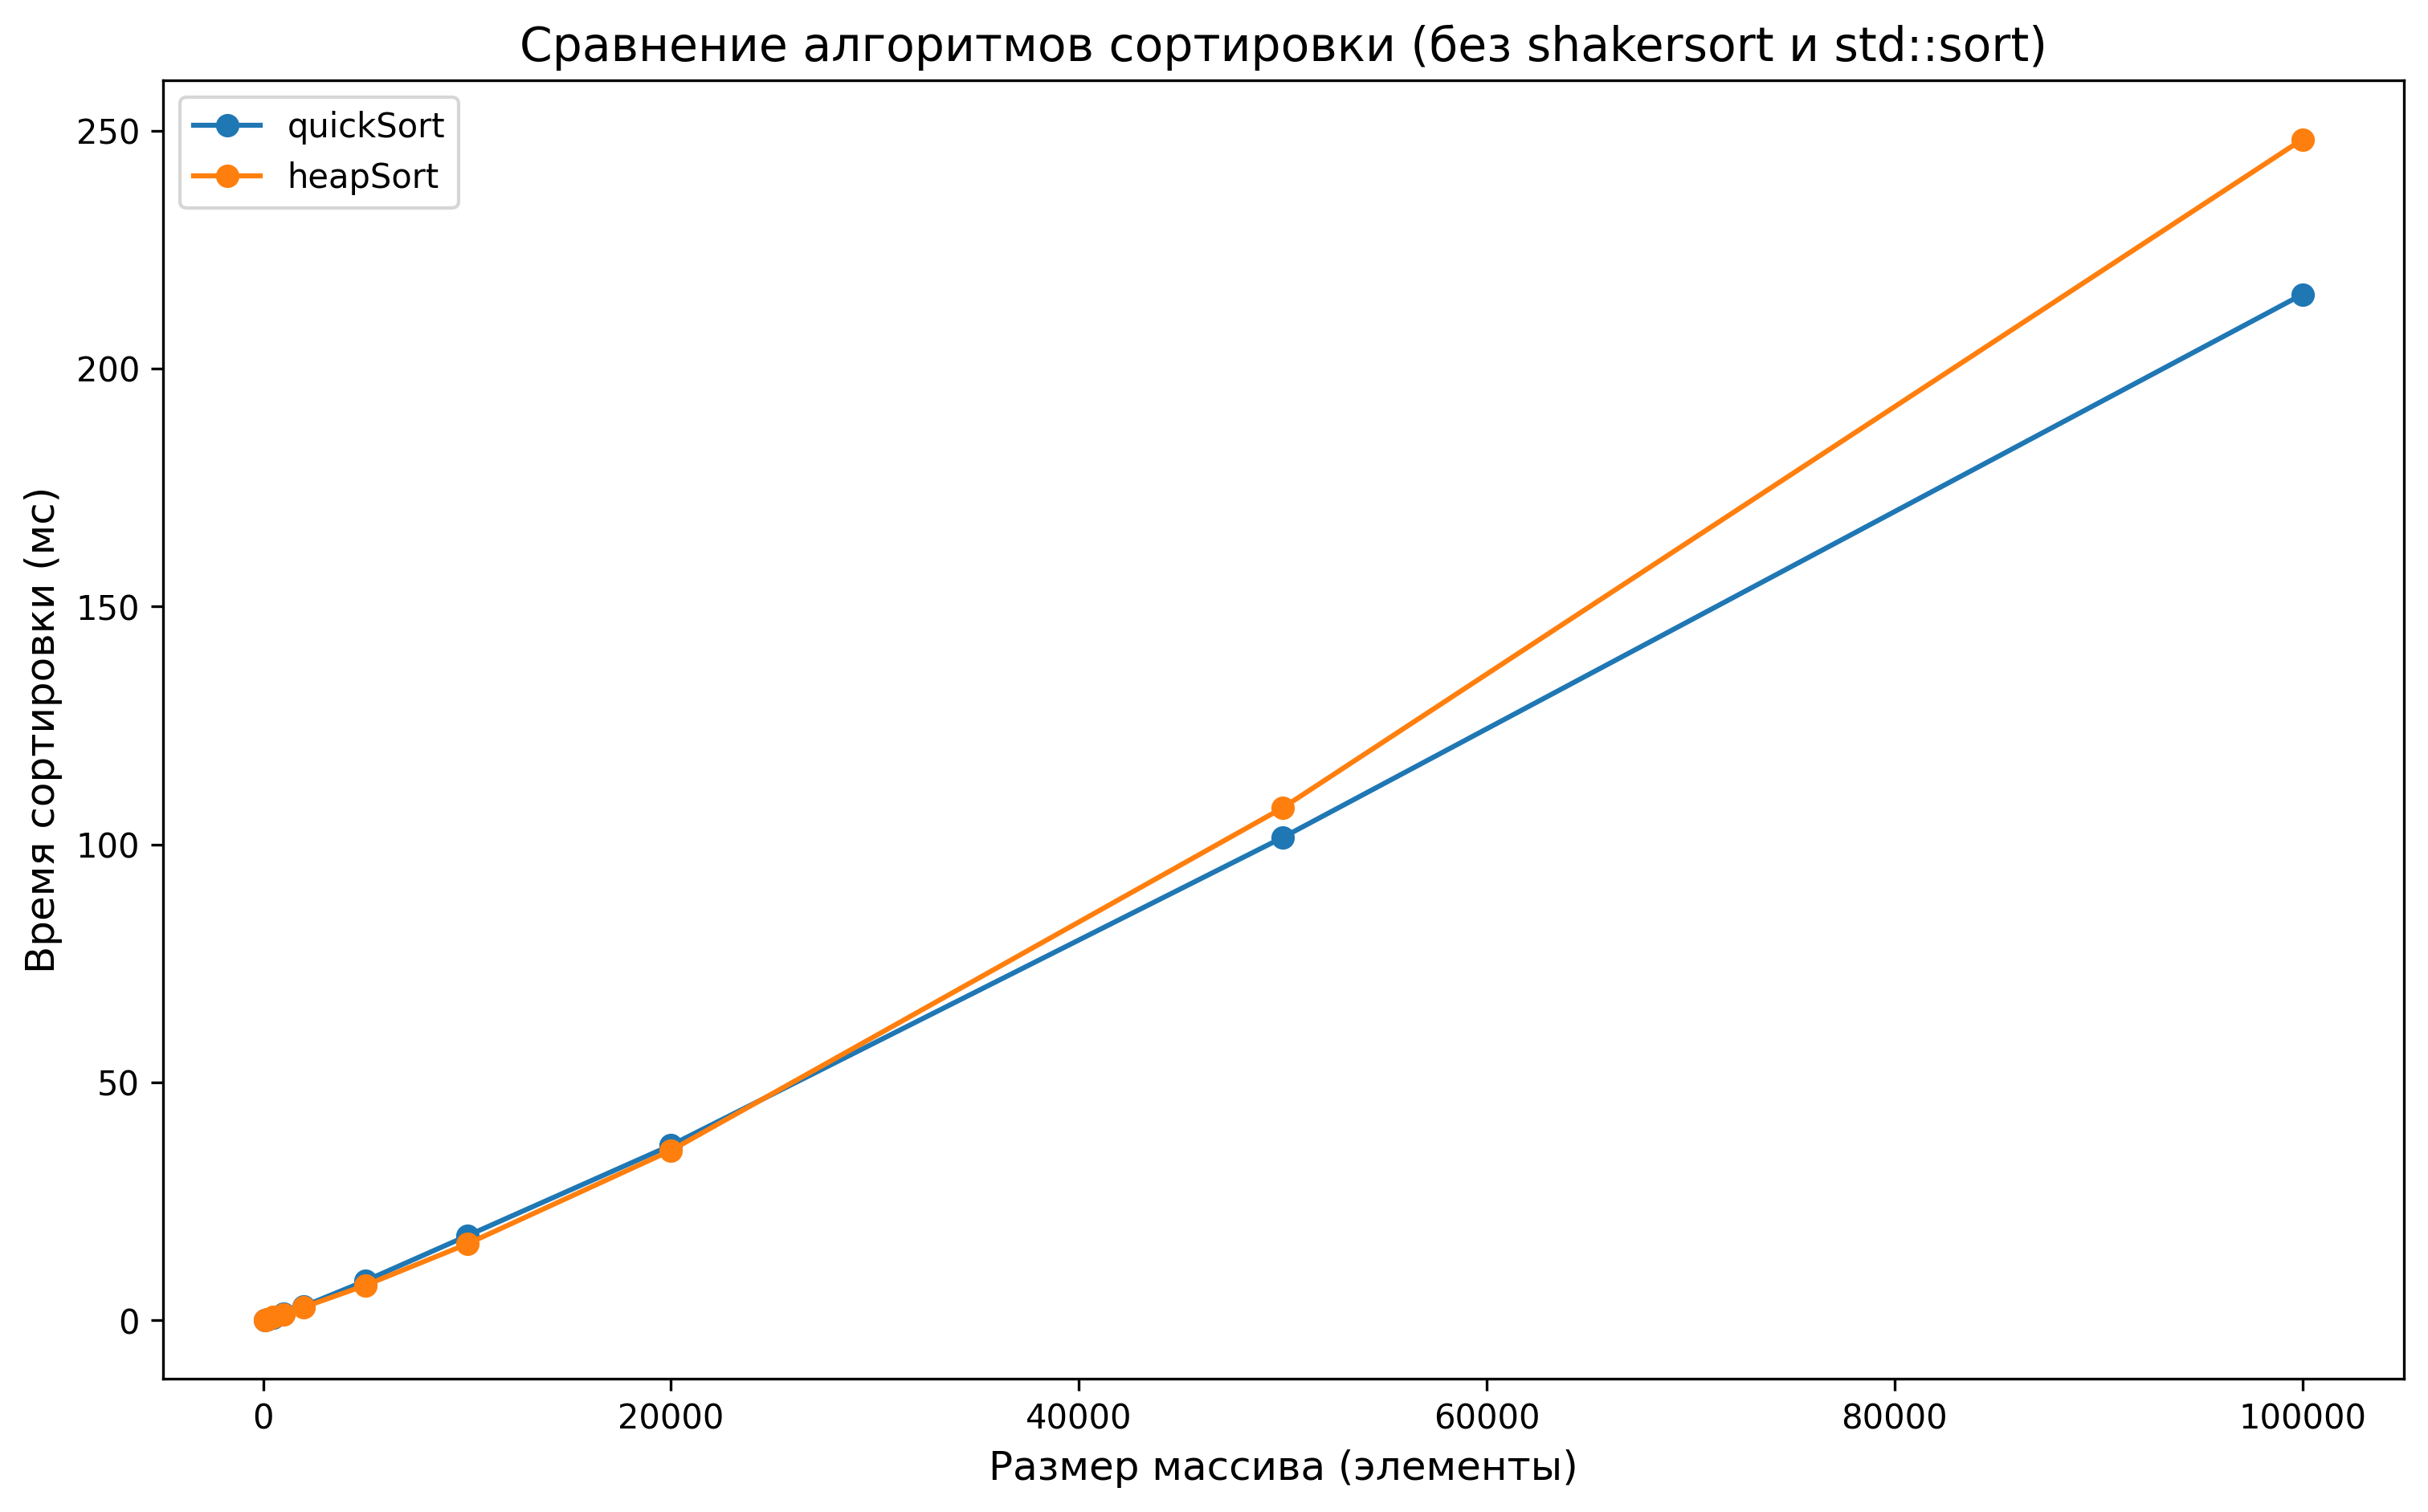 Сравнение алгоритмов сортировки (без shakersort и std::sort)
quickSort
heapSort
Время сортировки (мс)
250
200
150
100
50
0
0 20000 40000 60000 80000 100000
Размер массива (элементы)